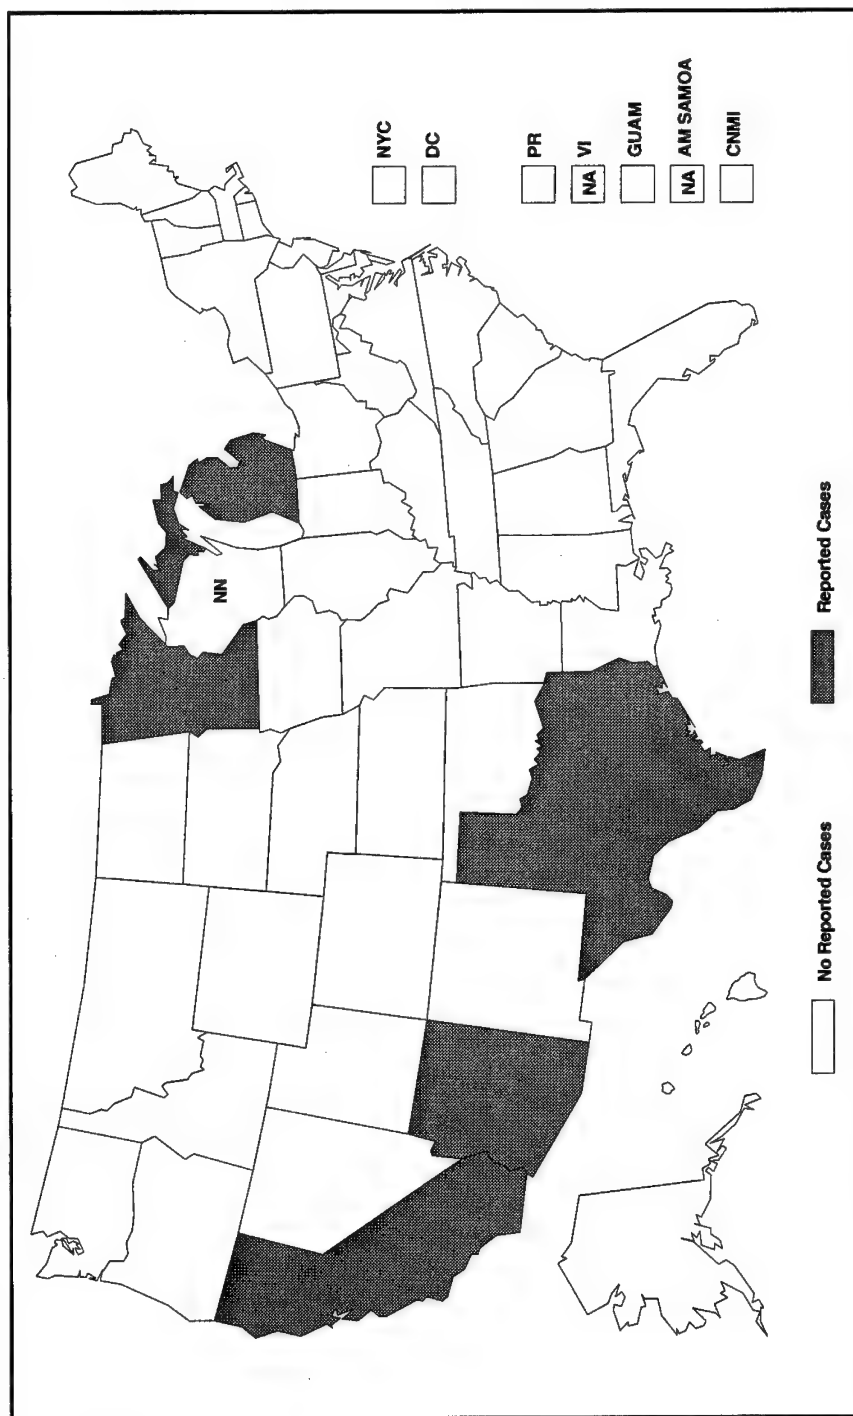 NN
NYC
DC
PR
NA VI
GUAM
NA AM SAMOA
CNMI
No Reported Cases
Reported Cases